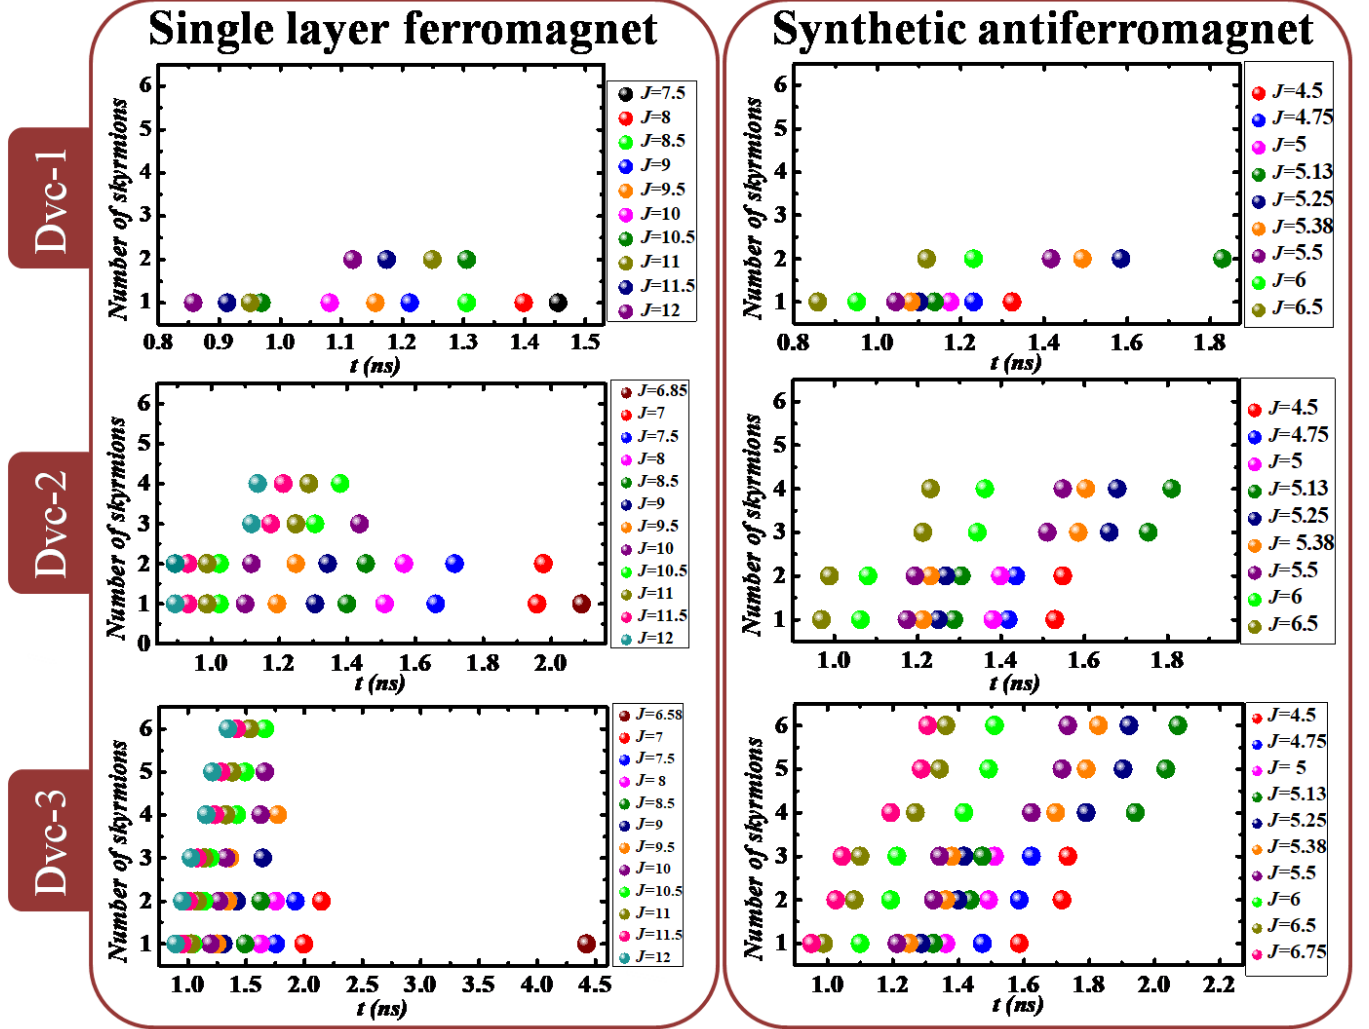 Single layer ferromagnet
Synthetic antiferromagnet
Dvc-1
Number of skyrmions
6
5
4
3
2
1
0.8 0.9 1.0 1.1 1.2 1.3 1.4 1.5
t (ns)
J=7.5
J=8
J=8.5
J=9
J=9.5
J=10
J=10.5
J=11
J=11.5
J=12
Number of skyrmions
6
5
4
3
2
1
0.8 1.0 1.2 1.4 1.6 1.8
t (ns)
J=4.5
J=4.75
J=5
J=5.13
J=5.25
J=5.38
J=5.5
J=6
J=6.5
Dvc-2
Number of skyrmions
6
5
4
3
2
1
0
1.0 1.2 1.4 1.6 1.8 2.0
t (ns)
J=6.85
J=7
J=7.5
J=8
J=8.5
J=9
J=9.5
J=10
J=10.5
J=11
J=11.5
J=12
Number of skyrmions
6
5
4
3
2
1
1.0 1.2 1.4 1.6 1.8
t (ns)
J=4.5
J=4.75
J=5
J=5.13
J=5.25
J= 5.38
J=5.5
J=6
J=6.5
Dvc-3
Number of skyrmions
6
5
4
3
2
1
1.0 1.5 2.0 2.5 3.0 3.5 4.0 4.5
t (ns)
J=6.58
J=7
J=7.5
J= 8
J=8.5
J=9
J=9.5
J=10
J=10.5
J=11
J=11.5
J=12
Number of skyrmions
6
5
4
3
2
1
1.0 1.2 1.4 1.6 1.8 2.0 2.2
t (ns)
J=4.5
J=4.75
J= 5
J=5.13
J=5.25
J=5.38
J=5.5
J=6
J=6.5
J=6.75